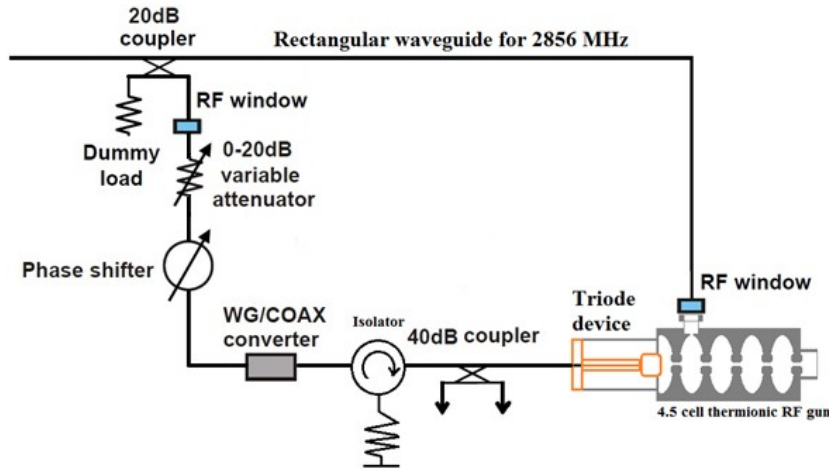 20dB
coupler
Rectangular waveguide for 2856 MHz
RF window
Dummy
load
0-20dB
variable
attenuator
Phase shifter
RF window
WG/COAX
converter
Isolator
40dB coupler
Triode
device
4.5 cell thermionic RF gun